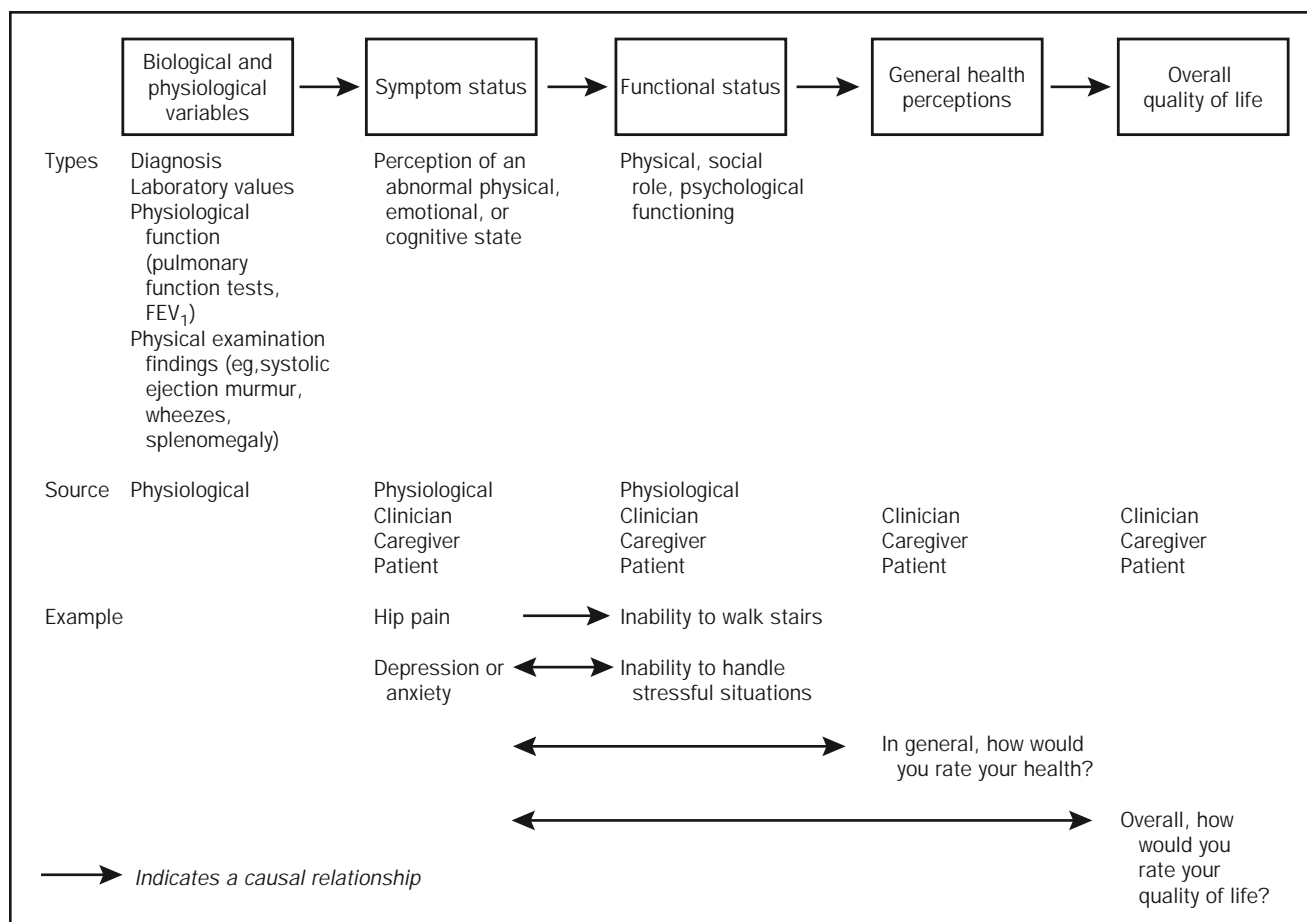 Biological and
physiological
variables
Symptom status
Functional status
General health
perceptions
Overall
quality of life
Types
Diagnosis
Laboratory values
Physiological
function
(pulmonary
function tests,
FEV1)
Physical examination
findings (eg,systolic
ejection murmur,
wheezes,
splenomegaly)
Perception of an
abnormal physical,
emotional, or
cognitive state
Physical, social
role, psychological
functioning
Source
Physiological
Physiological
Clinician
Caregiver
Patient
Physiological
Clinician
Caregiver
Patient
Clinician
Caregiver
Patient
Clinician
Caregiver
Patient
Example
Hip pain
Inability to walk stairs
Depression or
anxiety
Inability to handle
stressful situations
In general, how would
you rate your health?
Overall, how
would you
rate your
quality of life?
Indicates a causal relationship